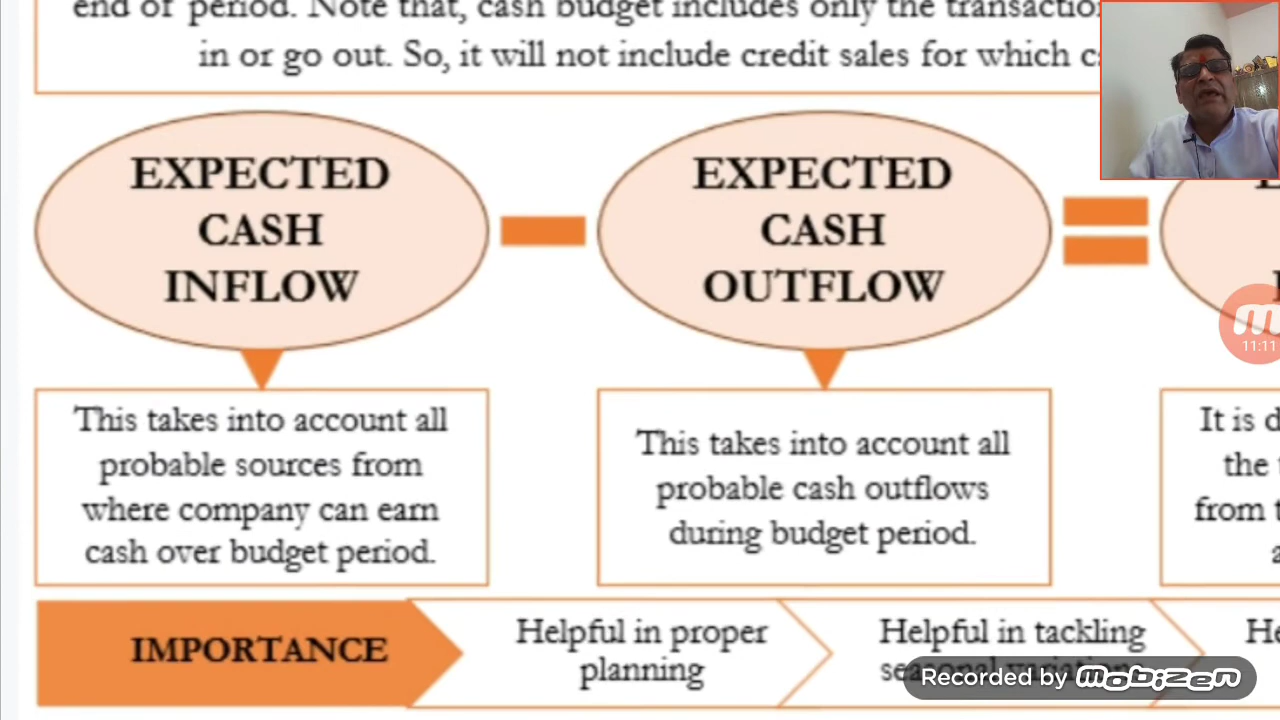 end of period. Note that, cash budget includes only the
in or go out. So, it will not include credit sales for which
EXPECTED
CASH
INFLOW
EXPECTED
CASH
OUTFLOW
This takes into account all
probable sources from
where company can earn
cash over budget period.
This takes into account all
probable cash outflows
during budget period.
It is
the
from
11:11
IMPORTANCE
Helpful in proper
planning
Helpful in tackling
Recorded by mobizen